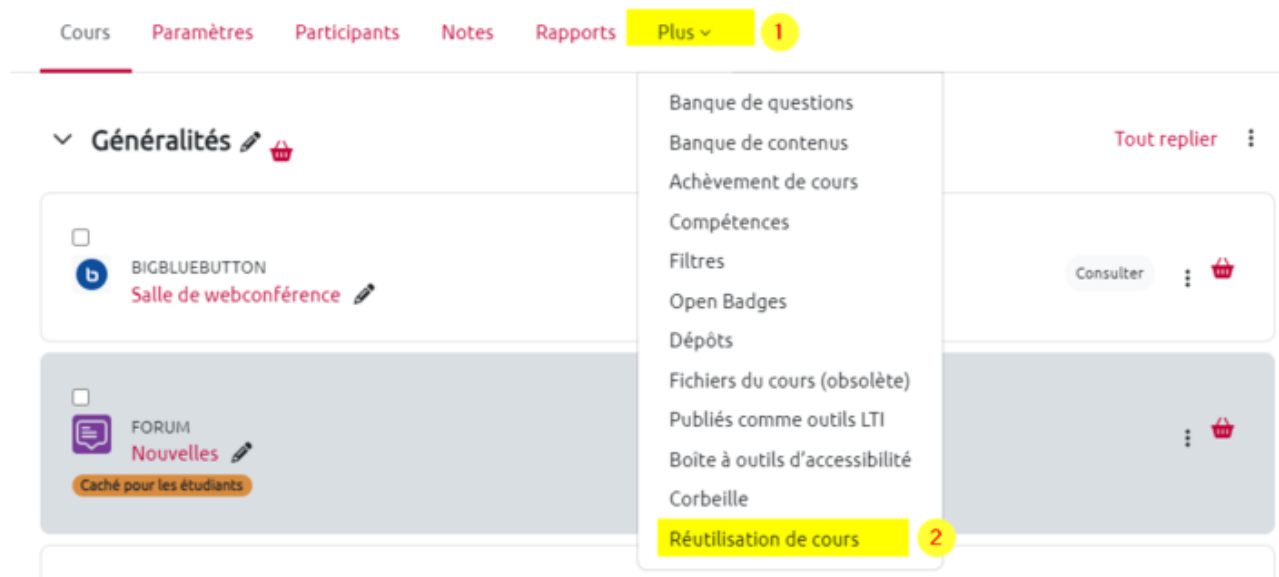 Cours Paramètres Participants Notes Rapports Plus 1
Banque de questions
Généralités
Tout replier
Banque de contenus
Achèvement de cours
Compétences
Filtres
Open Badges
Dépôts
Fichiers du cours (obsolète)
Publiés comme outils LTI
Boîte à outils d'accessibilité
Corbeille
Réutilisation de cours 2
b
BIGBLUEBUTTON
Salle de webconférence
Consulter
FORUM
Nouvelles
Caché pour les étudiants